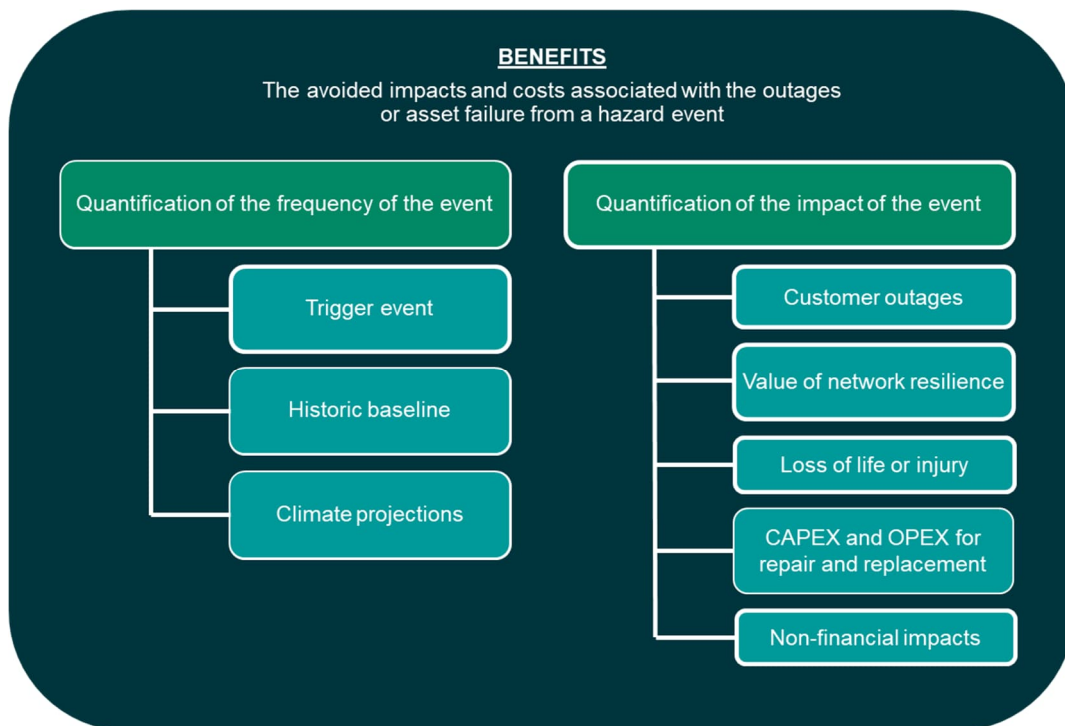 BENEFITS
The avoided impacts and costs associated with the outages
or asset failure from a hazard event
Quantification of the frequency of the event
Trigger event
Historic baseline
Climate projections
Quantification of the impact of the event
Customer outages
Value of network resilience
Loss of life or injury
CAPEX and OPEX for
repair and replacement
Non-financial impacts